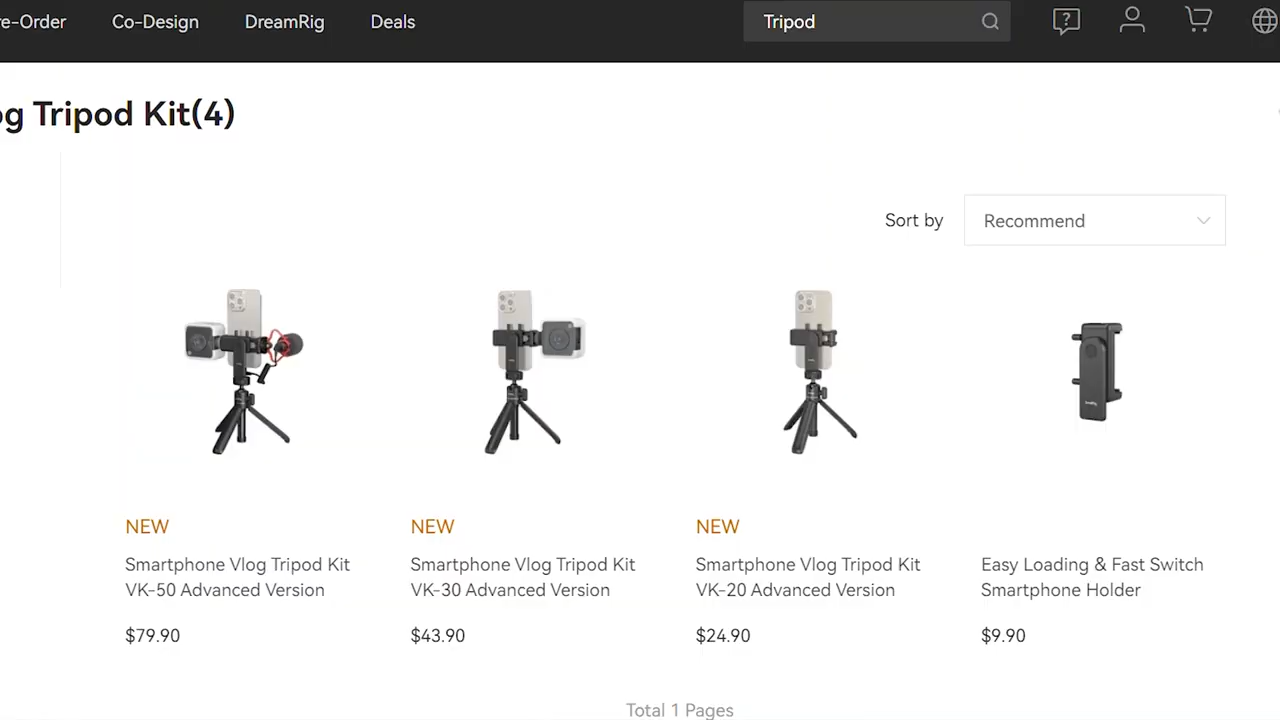 re-Order Co-Design DreamRig Deals Tripod
og Tripod Kit(4)
Sort by Recommend
NEW
Smartphone Vlog Tripod Kit
VK-50 Advanced Version
$79.90
NEW
Smartphone Vlog Tripod Kit
VK-30 Advanced Version
$43.90
NEW
Smartphone Vlog Tripod Kit
VK-20 Advanced Version
$24.90
Easy Loading & Fast Switch
Smartphone Holder
$9.90
Total 1 Pages